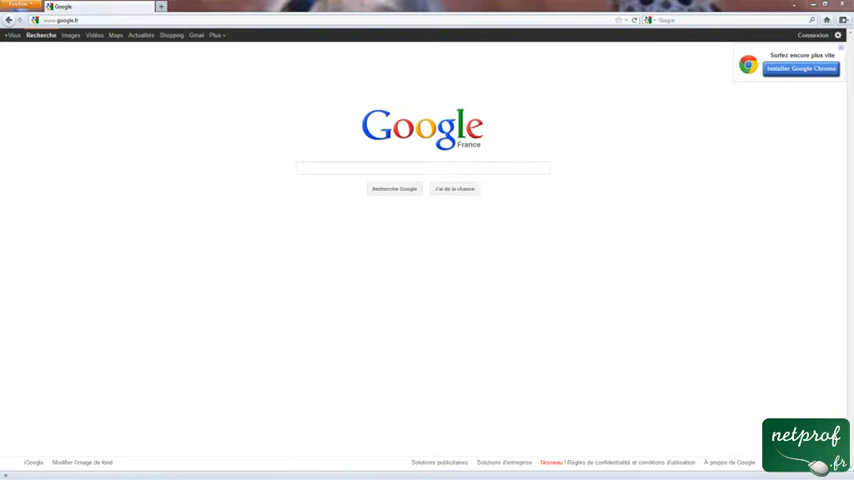 Firefox
Google
www.google.fr
Google
+Vous Recherche Images Vidéos Maps Actualités Shopping Gmail Plus
Connexion
Surfez encore plus vite
Installer Google Chrome
Google
France
Recherche Google J'ai de la chance
iGoogle Modifier l'image de fond Solutions publicitaires Solutions d'entreprise Nouveau ! Règles de confidentialité et conditions d'utilisation À propos de Google
netprof
.fr